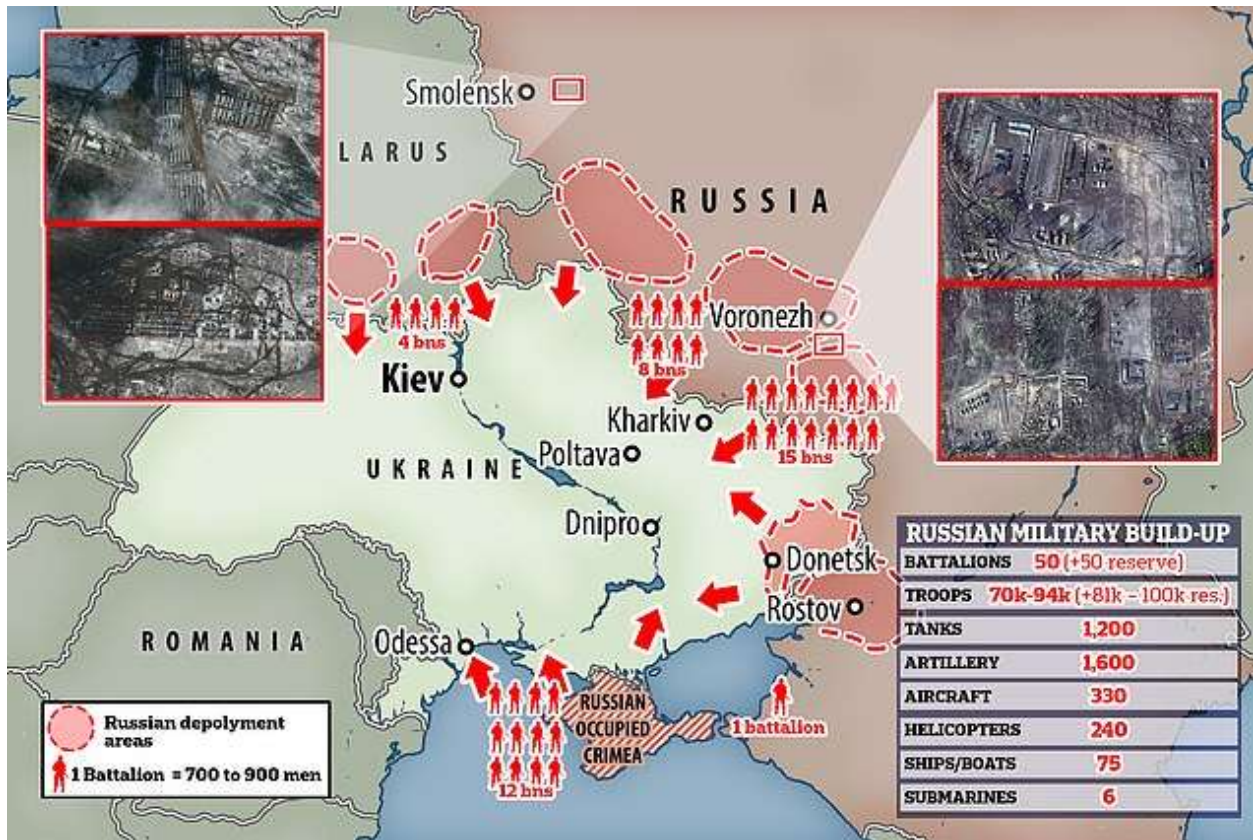 Smolensk
LARUS
RUSSIA
Voronezh
4 bns
8 bns
Kiev
Kharkiv
15 bns
Poltava
UKRAINE
Dnipro
Donetsk
Rostov
ROMANIA
Odessa
RUSSIAN
OCCUPIED
CRIMEA
1 battalion
12 bns
Russian depolyment
areas
1 Battalion = 700 to 900 men
RUSSIAN MILITARY BUILD-UP
BATTALIONS 50 (+50 reserve)
TROOPS 70k-94k (+81k – 100k res.)
TANKS 1,200
ARTILLERY 1,600
AIRCRAFT 330
HELICOPTERS 240
SHIPS/BOATS 75
SUBMARINES 6